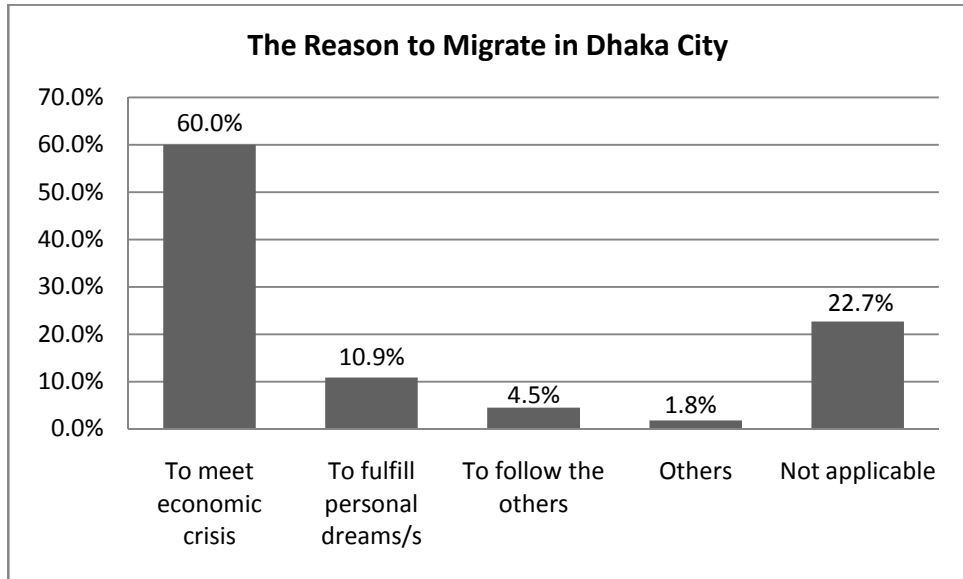 The Reason to Migrate in Dhaka City
70.0%
60.0%
50.0%
40.0%
30.0%
20.0%
10.0%
0.0%
60.0%
10.9%
4.5%
1.8%
22.7%
To meet
economic
crisis
To fulfill
personal
dreams/s
To follow the
others
Others
Not applicable